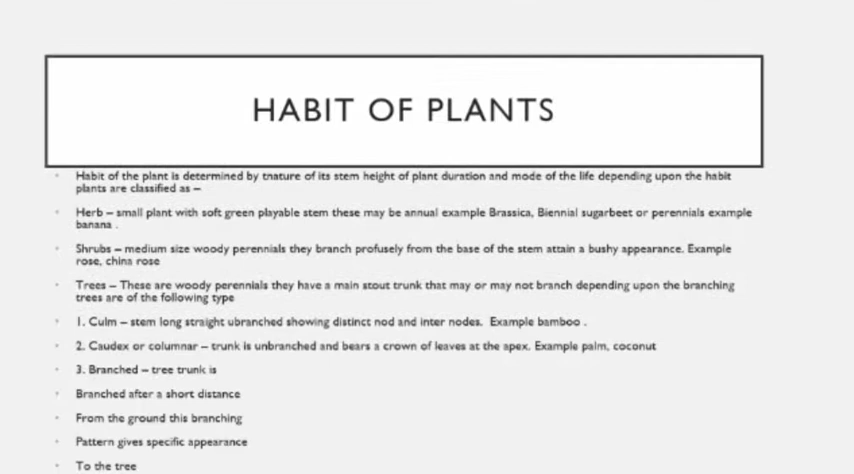 HABIT OF PLANTS
Habit of the plant is determined by tnature of its stem height of plant duration and mode of the life depending upon the habit
plants are classified as –
Herb – small plant with soft green playable stem these may be annual example Brassica, Biennial sugarbeet or perennials example
banana .
Shrubs – medium size woody perennials they branch profusely from the base of the stem attain a bushy appearance. Example
rose, china rose
Trees – These are woody perennials they have a main stout trunk that may or may not branch depending upon the branching
trees are of the following type
1. Culm – stem long straight ubranched showing distinct nod and inter nodes. Example bamboo .
2. Caudex or columnar – trunk is unbranched and bears a crown of leaves at the apex. Example palm, coconut
3. Branched – tree trunk is
Branched after a short distance
From the ground this branching
Pattern gives specific appearance
To the tree